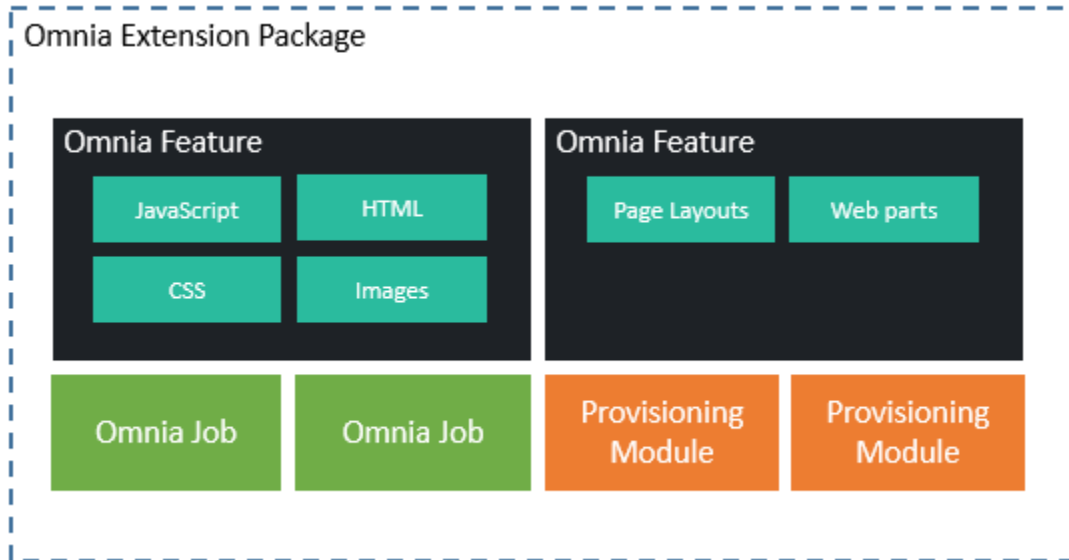 Omnia Extension Package
Omnia Feature
JavaScript
HTML
CSS
Images
Omnia Feature
Page Layouts
Web parts
Omnia Job
Omnia Job
Provisioning
Module
Provisioning
Module